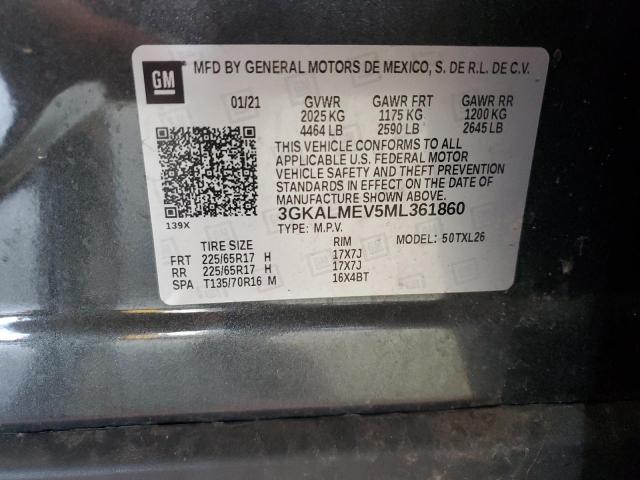 GM
MFD BY GENERAL MOTORS DE MEXICO, S. DE R.L. DE C.V.
01/21 GVWR GAWR FRT GAWR RR
2025 KG 1175 KG 1200 KG
4464 LB 2590 LB 2645 LB
THIS VEHICLE CONFORMS TO ALL
APPLICABLE U.S. FEDERAL MOTOR
VEHICLE SAFETY AND THEFT PREVENTION
STANDARDS IN EFFECT ON THE DATE OF
MANUFACTURE SHOWN ABOVE.
3GKALMEV5ML361860
139X
TYPE: M.P.V. MODEL: 50TXL26
TIRE SIZE RIM
FRT 225/65R17 H 17X7J
RR 225/65R17 H 17X7J
SPA T135/70R16 M 16X4BT